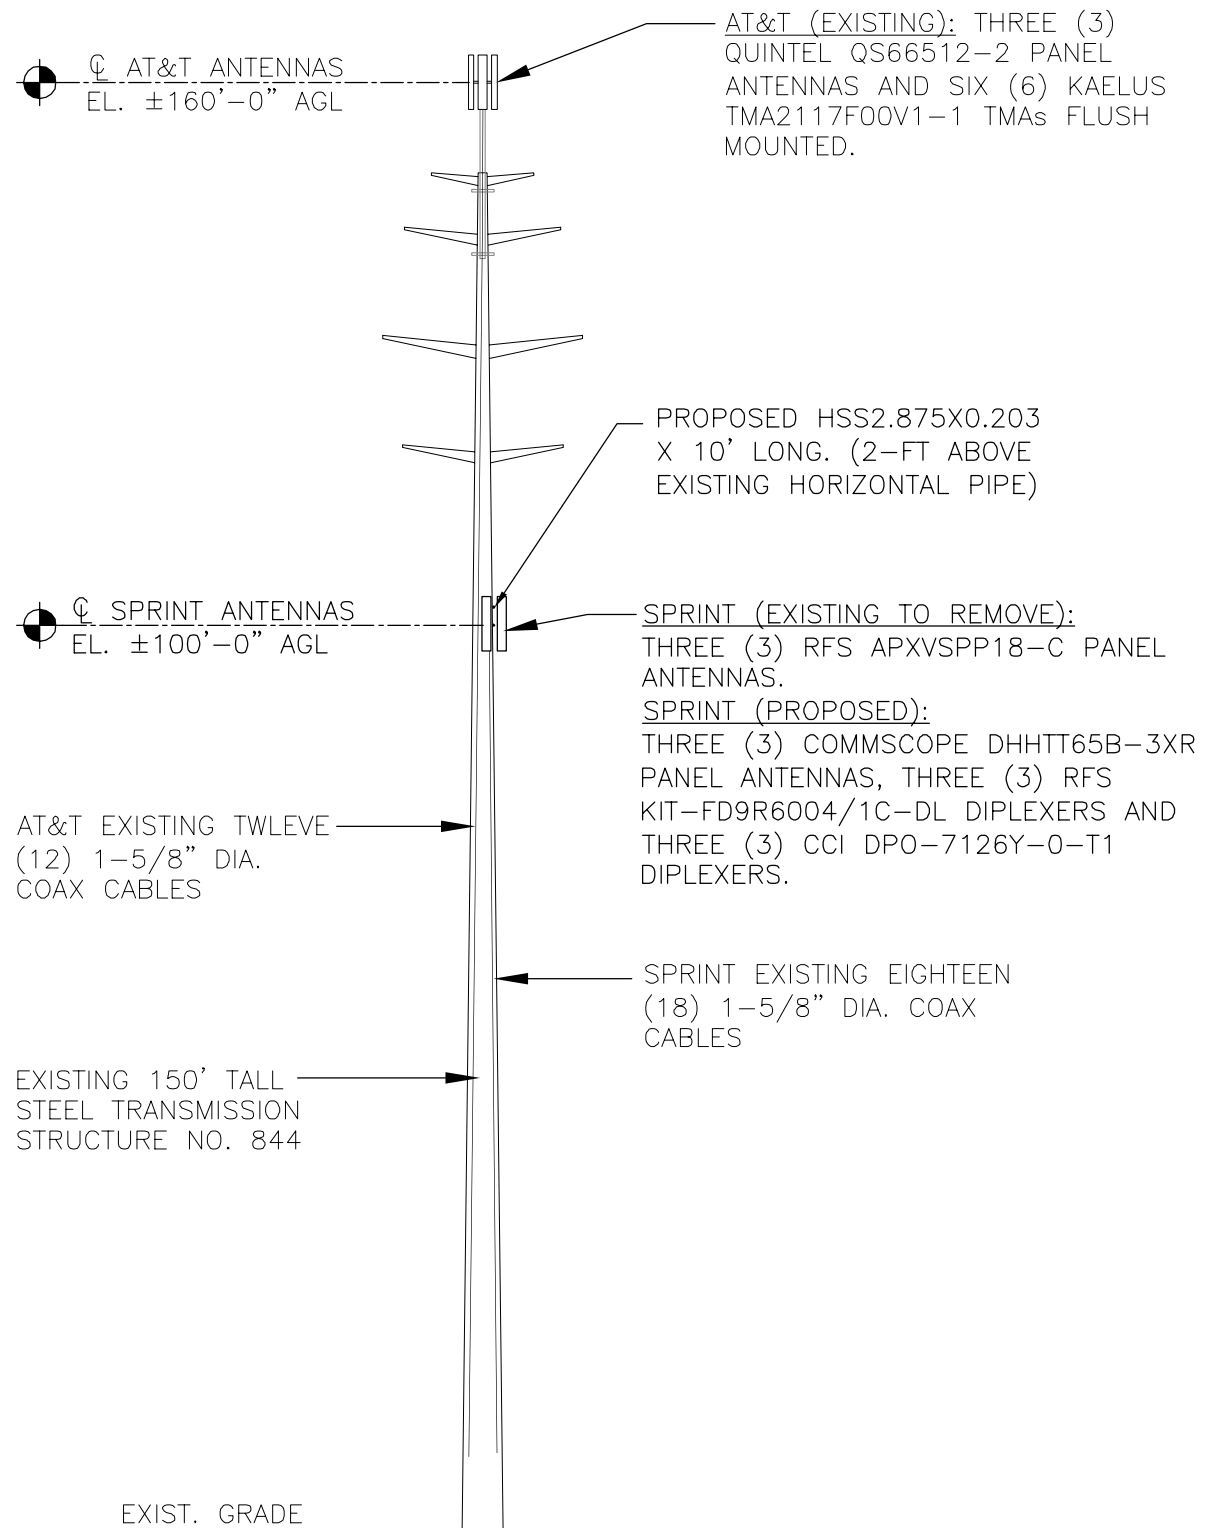 AT&T (EXISTING): THREE (3)
QUINTEL QS66512-2 PANEL
ANTENNAS AND SIX (6) KAELUS
TMA2117F00V1-1 TMAs FLUSH
MOUNTED.
℄ AT&T ANTENNAS
EL. ±160'-0" AGL
PROPOSED HSS2.875X0.203
X 10' LONG. (2-FT ABOVE
EXISTING HORIZONTAL PIPE)
℄ SPRINT ANTENNAS
EL. ±100'-0" AGL
SPRINT (EXISTING TO REMOVE):
THREE (3) RFS APXVSPP18-C PANEL
ANTENNAS.
SPRINT (PROPOSED):
THREE (3) COMMSCOPE DHHTT65B-3XR
PANEL ANTENNAS, THREE (3) RFS
KIT-FD9R6004/1C-DL DIPLEXERS AND
THREE (3) CCI DPO-7126Y-0-T1
DIPLEXERS.
AT&T EXISTING TWLEVE
(12) 1-5/8" DIA.
COAX CABLES
SPRINT EXISTING EIGHTEEN
(18) 1-5/8" DIA. COAX
CABLES
EXISTING 150' TALL
STEEL TRANSMISSION
STRUCTURE NO. 844
EXIST. GRADE